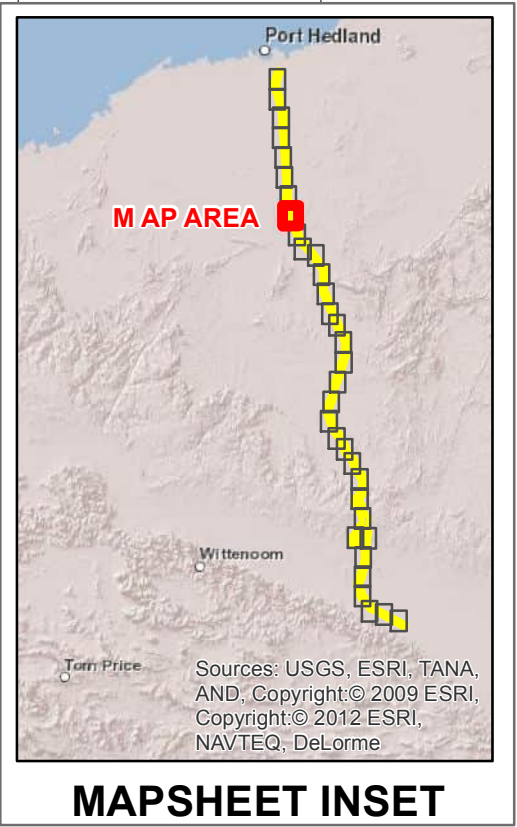 Port Hedland
MAP AREA
Wittenoom
Tom Price
Sources: USGS, ESRI, TANA,
AND, Copyright:© 2009 ESRI,
Copyright:© 2012 ESRI,
NAVTEQ, DeLorme
MAPSHEET INSET